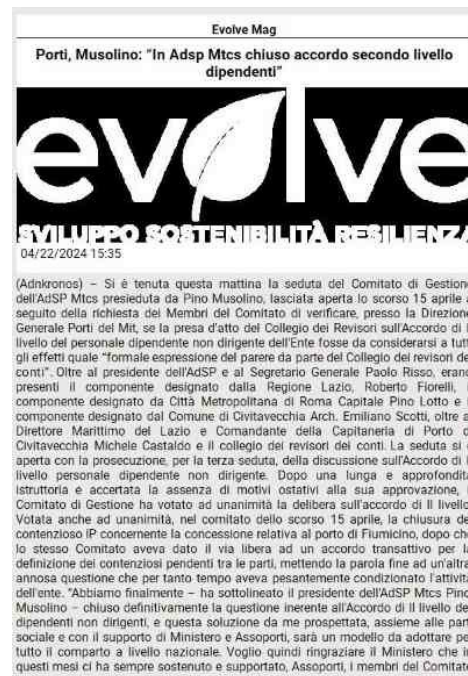 Evolve Mag
Porti, Musolino: “In Adsp Mtcs chiuso accordo secondo livello
dipendenti”
evolve
SVILUPPO SOSTENIBILITÀ RESILIENZA
04/22/2024 15:35
(Adnkronos) – Si è tenuta questa mattina la seduta del Comitato di Gestione
dell'AdSP Mtcs presieduta da Pino Musolino, lasciata aperta lo scorso 15 aprile a
seguito della richiesta dei Membri del Comitato di verificare, presso la Direzione
Generale Porti del Mit, se la presa d'atto del Collegio dei Revisori sull'Accordo di II
livello del personale dipendente non dirigente dell'Ente fosse da considerarsi a tutti
gli effetti quale “formale espressione del parere da parte del Collegio dei revisori dei
conti”. Oltre al presidente dell'AdSP e al Segretario Generale Paolo Risso, erano
presenti il componente designato dalla Regione Lazio, Roberto Fiorelli, i
componente designato da Città Metropolitana di Roma Capitale Pino Lotto e i
componente designato dal Comune di Civitavecchia Arch. Emiliano Scotti, oltre al
Direttore Marittimo del Lazio e Comandante della Capitaneria di Porto di
Civitavecchia Michele Castaldo e il collegio dei revisori dei conti. La seduta si è
aperta con la prosecuzione, per la terza seduta, della discussione sull'Accordo di II
livello personale dipendente non dirigente. Dopo una lunga e approfondita
istruttoria e accertata la assenza di motivi ostativi alla sua approvazione, i
Comitato di Gestione ha votato ad unanimità la delibera sull'accordo di II livello.
Votata anche ad unanimità, nel comitato dello scorso 15 aprile, la chiusura del
contenzioso IP concernente la concessione relativa al porto di Fiumicino, dopo che
lo stesso Comitato aveva dato il via libera ad un accordo transattivo per la
definizione dei contenziosi pendenti tra le parti, mettendo la parola fine ad un'altra
annosa questione che per tanto tempo aveva pesantemente condizionato l'attività
dell'ente. “Abbiamo finalmente – ha sottolineato il presidente dell'AdSP Mtcs Pino
Musolino – chiuso definitivamente la questione inerente all'Accordo di II livello dei
dipendenti non dirigenti, e questa soluzione da me prospettata, assieme alle parti
sociale e con il supporto di Ministero e Assoporti, sarà un modello da adottare per
tutto il comparto a livello nazionale. Voglio quindi ringraziare il Ministero che in
questi mesi ci ha sempre sostenuto e supportato, Assoporti, i membri del Comitato